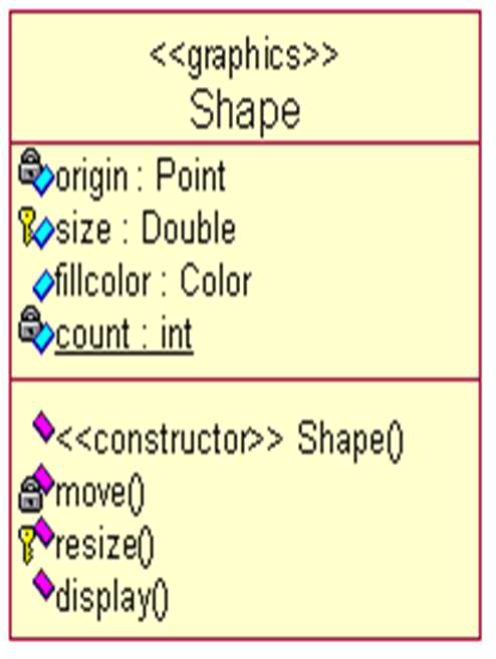 <<graphics>>
Shape
origin : Point
size : Double
fillcolor : Color
count : int
<<constructor>> Shape()
move()
resize()
display()